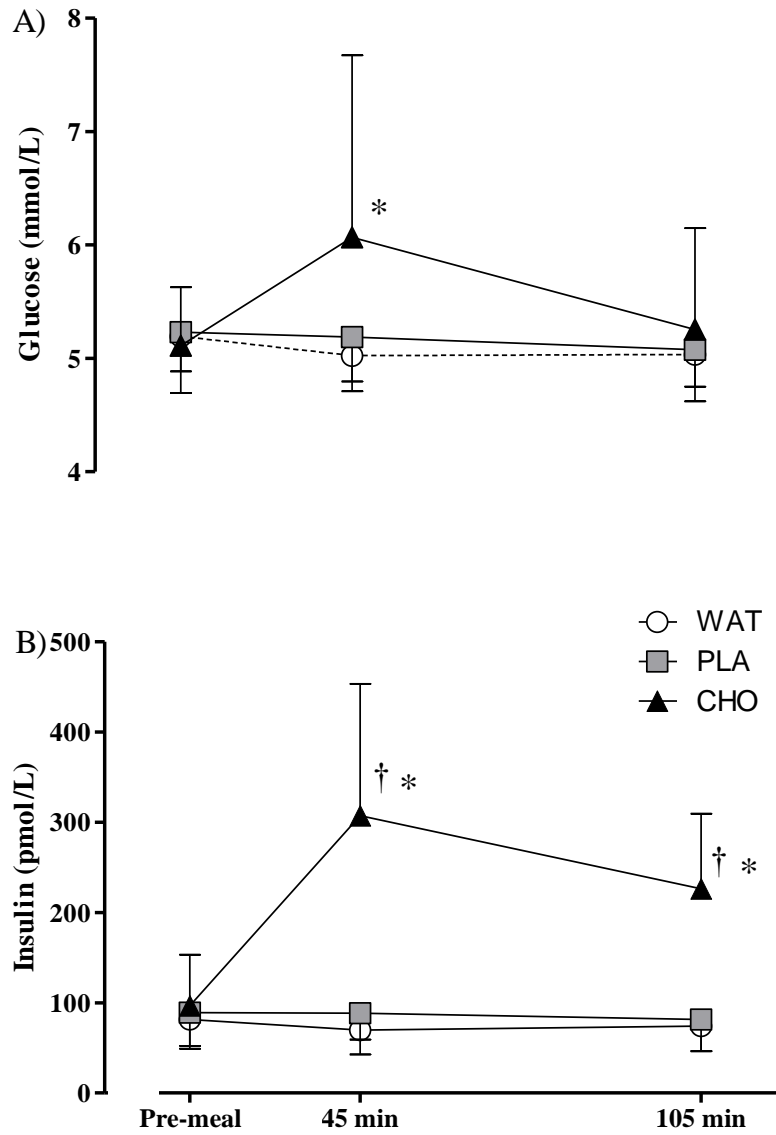 A)
8
7
6
5
4
Glucose (mmol/L)
*
B)
500
400
300
200
100
0
Insulin (pmol/L)
WAT
PLA
CHO
† *
† *
Pre-meal 45 min 105 min